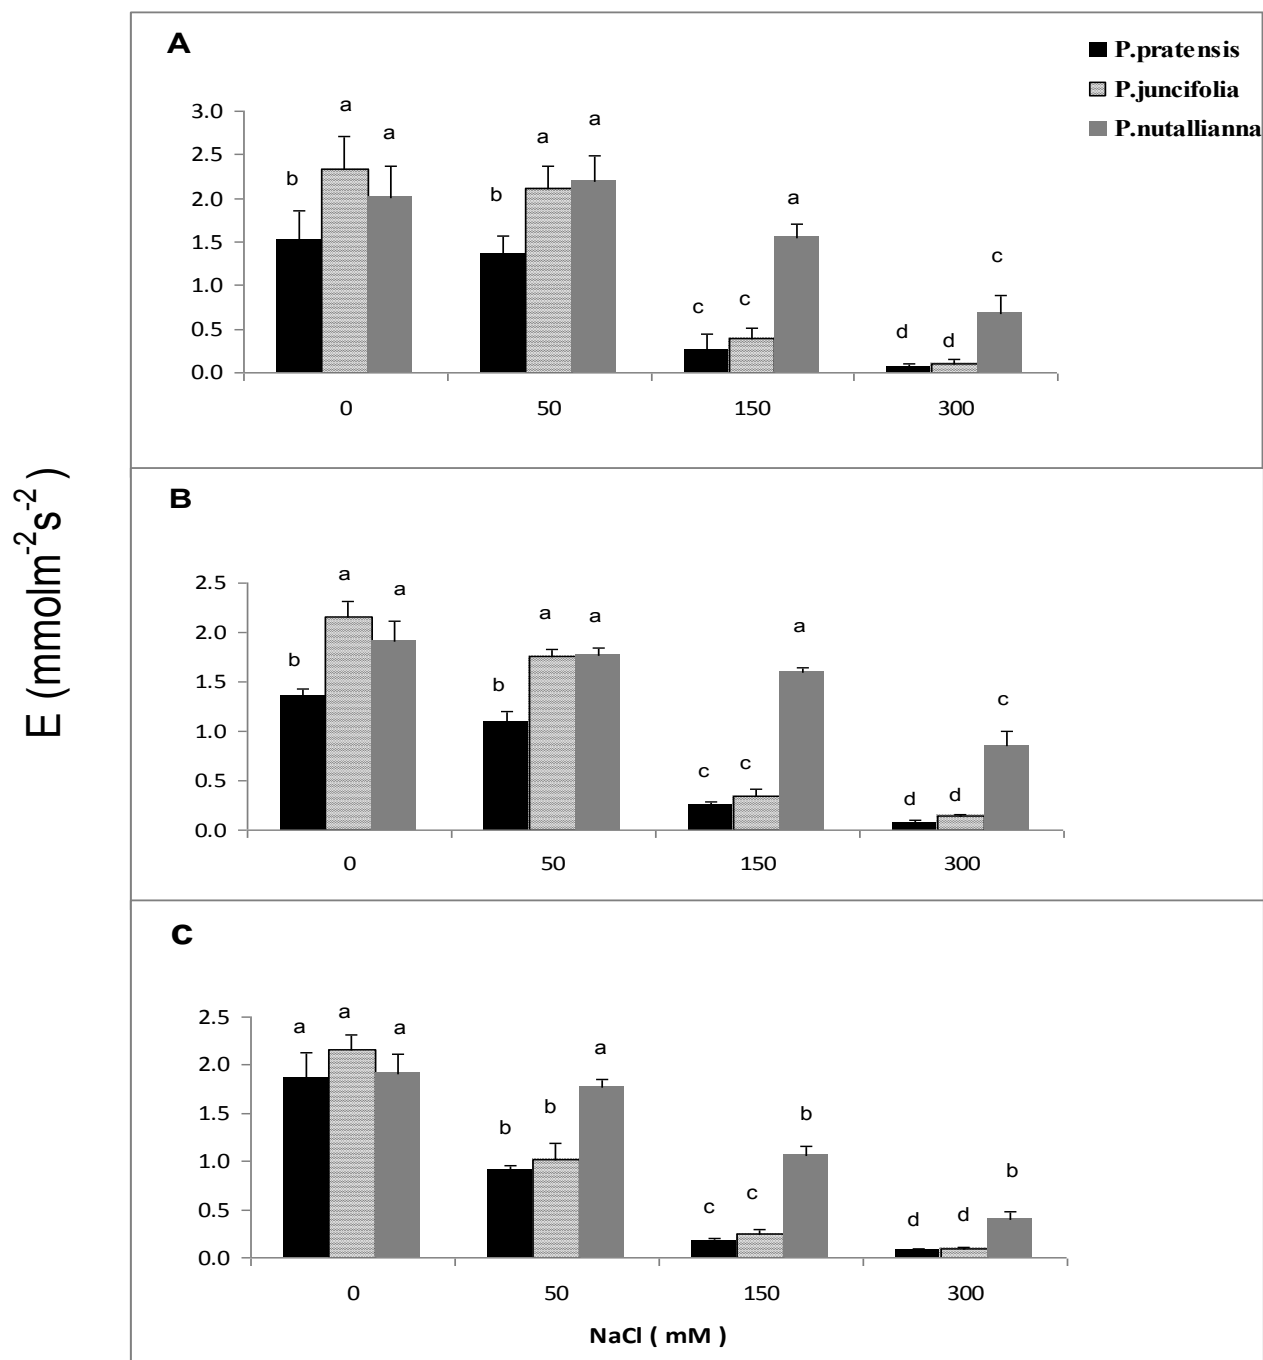 A
P.pratensis
P.juncifolia
P.nutallianna
3.0
2.5
2.0
1.5
1.0
0.5
0.0
b a a
b a a
c c a
d d c
0 50 150 300
E (mmolm⁻²s⁻²)
B
2.5
2.0
1.5
1.0
0.5
0.0
b a a
b a a
c c a
d d c
0 50 150 300
C
2.5
2.0
1.5
1.0
0.5
0.0
a a a
b b a
c c b
d d b
0 50 150 300
NaCl ( mM )